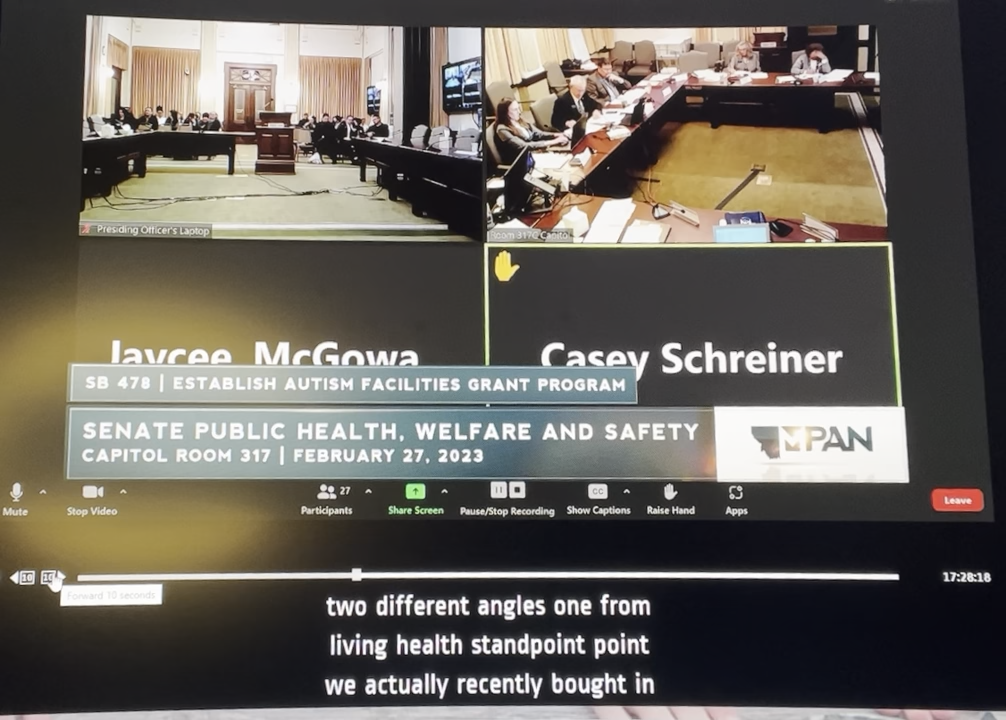 Presiding Officer's Laptop
Room 317C Capitol
Jaycee McGowa
Casey Schreiner
SB 478 | ESTABLISH AUTISM FACILITIES GRANT PROGRAM
SENATE PUBLIC HEALTH, WELFARE AND SAFETY
CAPITOL ROOM 317 | FEBRUARY 27, 2023
MPAN
27
CC
Mute
Stop Video
Participants
Share Screen
Pause/Stop Recording
Show Captions
Raise Hand
Apps
Leave
10
10
17:28:18
Forward 10 seconds
two different angles one from
living health standpoint point
we actually recently bought in